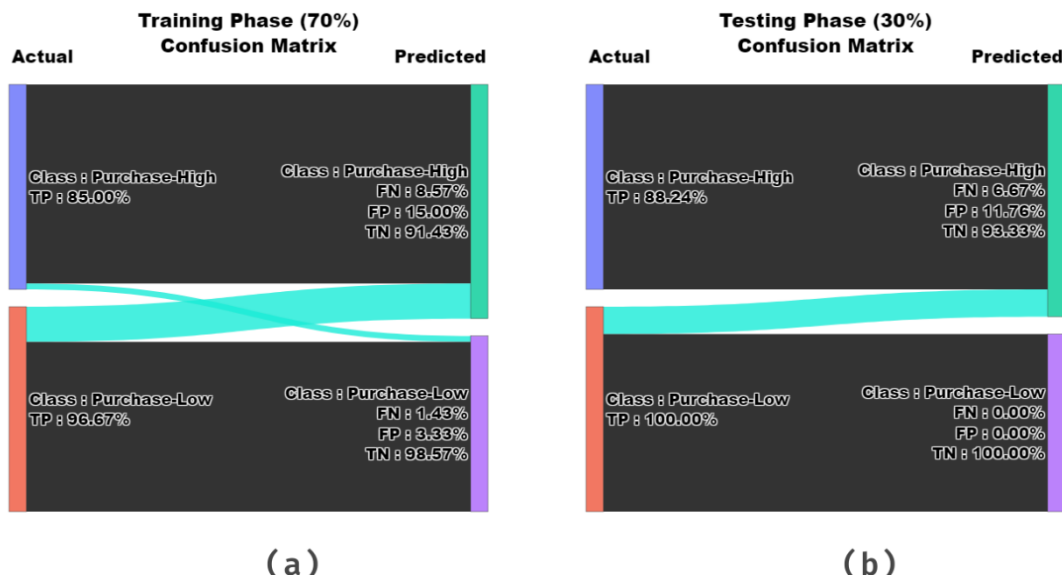 Training Phase (70%)
Confusion Matrix
Actual
Predicted
Class : Purchase-High
TP : 85.00%
Class : Purchase-High
FN : 8.57%
FP : 15.00%
TN : 91.43%
Class : Purchase-Low
TP : 96.67%
Class : Purchase-Low
FN : 1.43%
FP : 3.33%
TN : 98.57%
(a)
Testing Phase (30%)
Confusion Matrix
Actual
Predicted
Class : Purchase-High
TP : 88.24%
Class : Purchase-High
FN : 6.67%
FP : 11.76%
TN : 93.33%
Class : Purchase-Low
TP : 100.00%
Class : Purchase-Low
FN : 0.00%
FP : 0.00%
TN : 100.00%
(b)